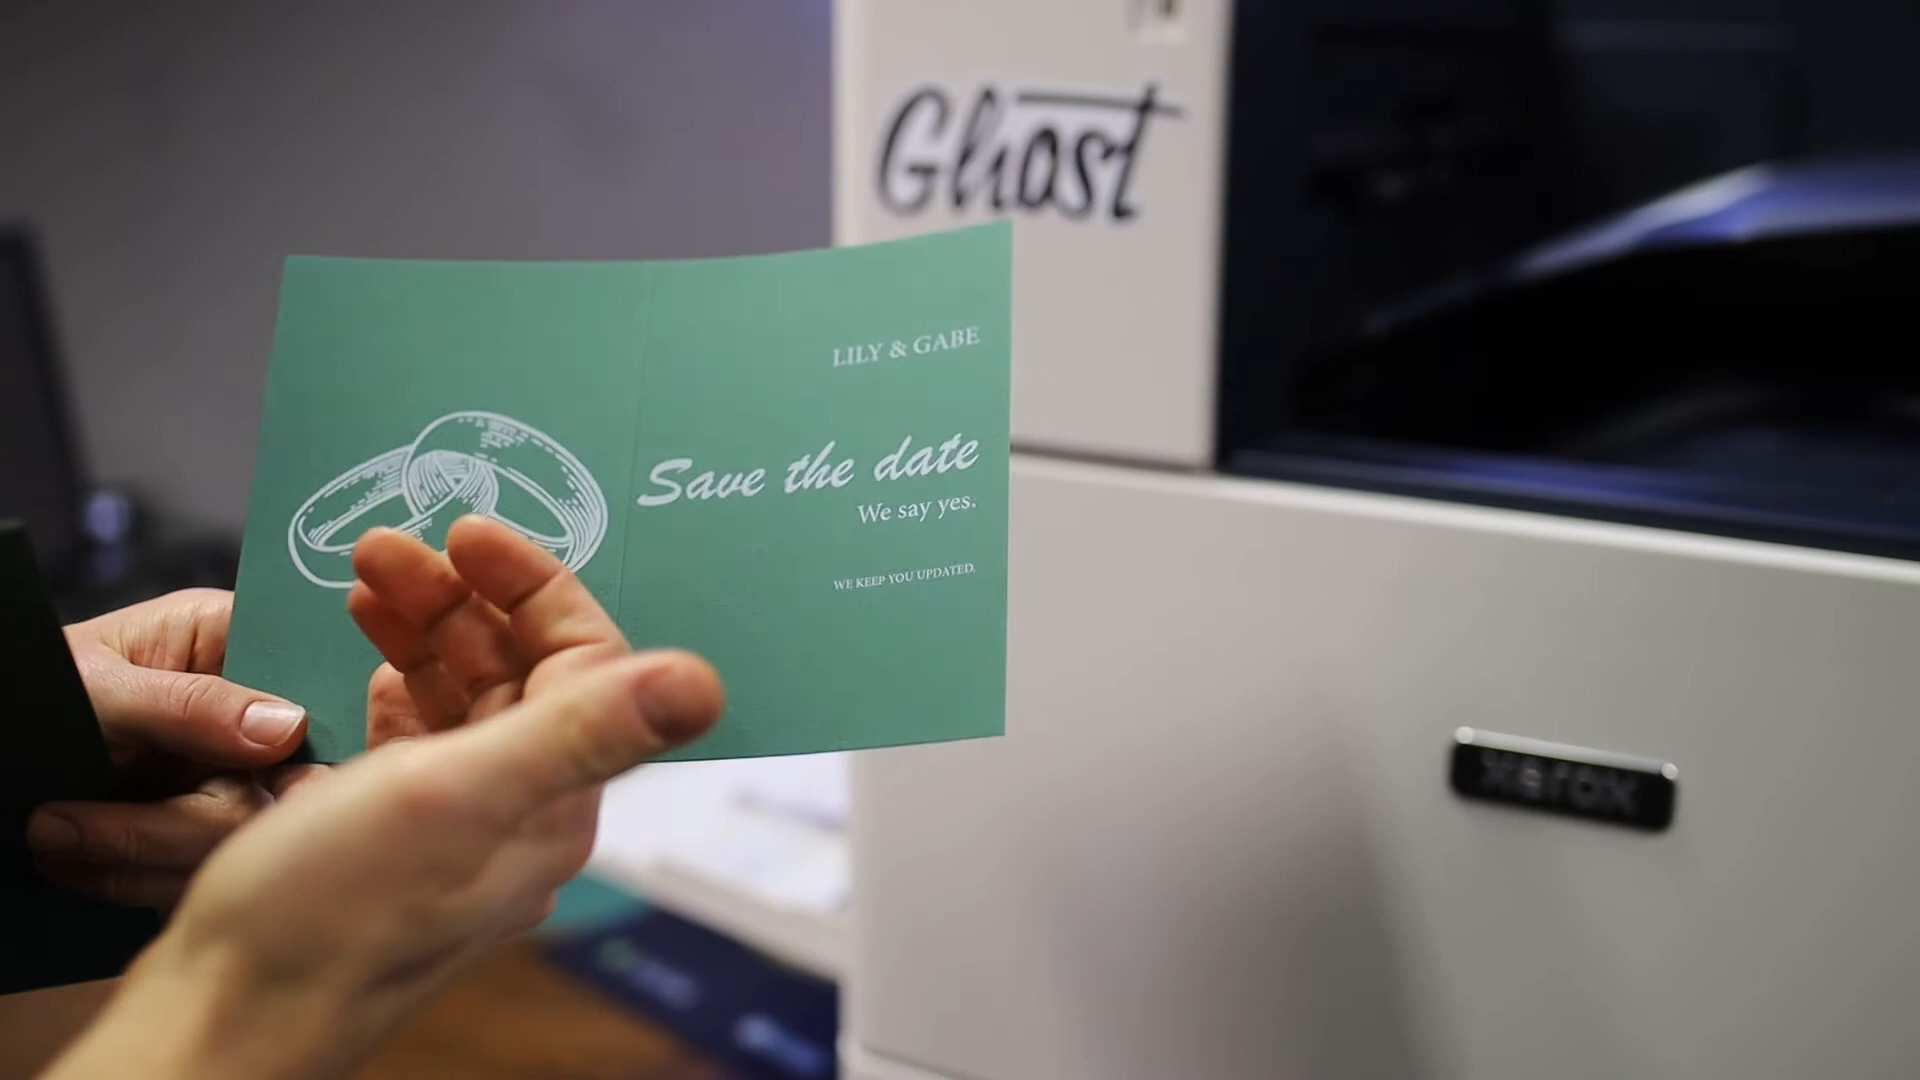 Ghost
LILY & GABE
Save the date
We say yes.
WE KEEP YOU UPDATED.
xerox